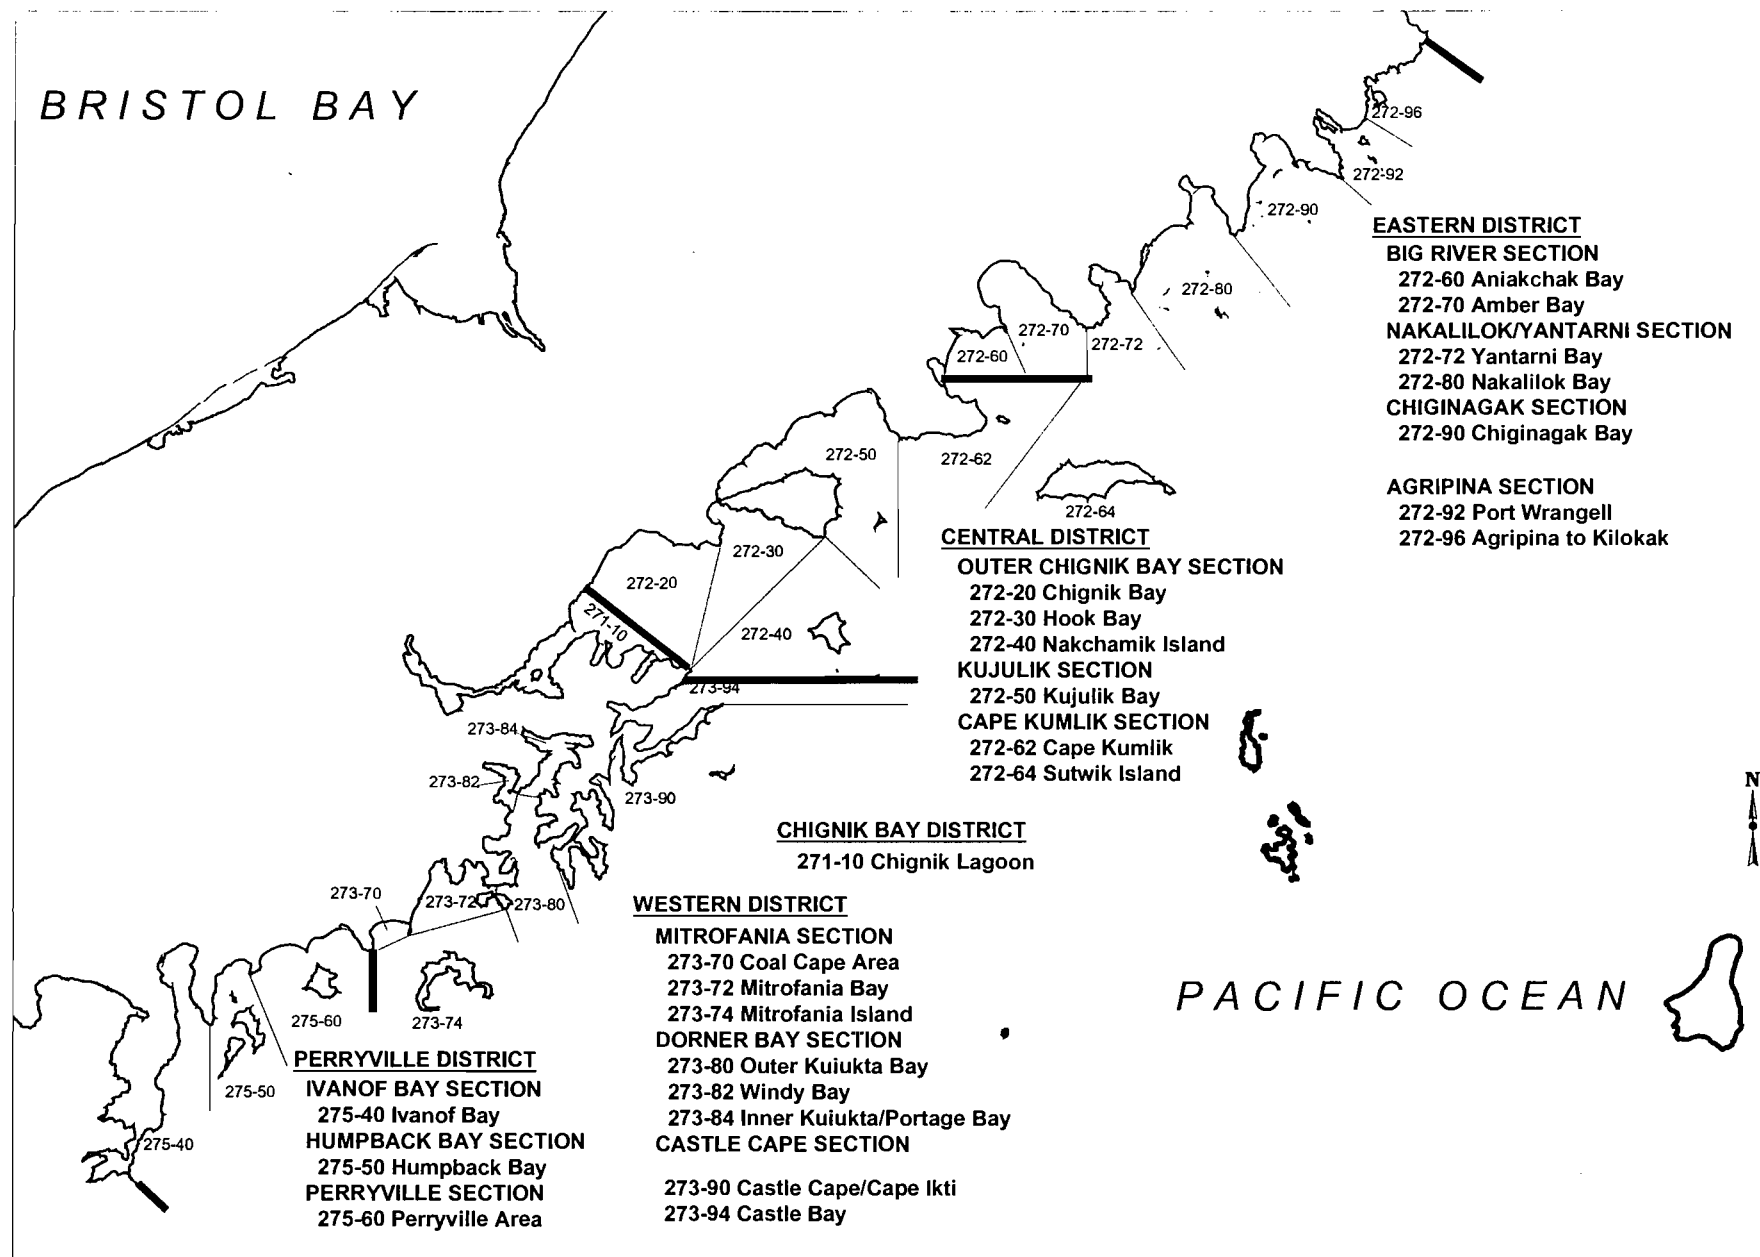 BRISTOL BAY
272-96
272-92
272-90
272-80
272-70
272-72
272-60
272-50
272-62
272-64
272-30
272-20
271-10
272-40
273-94
273-84
273-82
273-90
273-70
273-72
273-80
275-60
273-74
275-50
275-40
EASTERN DISTRICT
BIG RIVER SECTION
272-60 Aniakchak Bay
272-70 Amber Bay
NAKALILOK/YANTARNI SECTION
272-72 Yantarni Bay
272-80 Nakalilok Bay
CHIGINAGAK SECTION
272-90 Chiginagak Bay
AGRIPINA SECTION
272-92 Port Wrangell
272-96 Agripina to Kilokak
CENTRAL DISTRICT
OUTER CHIGNIK BAY SECTION
272-20 Chignik Bay
272-30 Hook Bay
272-40 Nakchamik Island
KUJULIK SECTION
272-50 Kujulik Bay
CAPE KUMLIK SECTION
272-62 Cape Kumlik
272-64 Sutwik Island
N
CHIGNIK BAY DISTRICT
271-10 Chignik Lagoon
WESTERN DISTRICT
MITROFANIA SECTION
273-70 Coal Cape Area
273-72 Mitrofania Bay
273-74 Mitrofania Island
DORNER BAY SECTION
273-80 Outer Kuiukta Bay
273-82 Windy Bay
273-84 Inner Kuiukta/Portage Bay
CASTLE CAPE SECTION
273-90 Castle Cape/Cape Ikti
273-94 Castle Bay
PACIFIC OCEAN
PERRYVILLE DISTRICT
IVANOF BAY SECTION
275-40 Ivanof Bay
HUMPBACK BAY SECTION
275-50 Humpback Bay
PERRYVILLE SECTION
275-60 Perryville Area